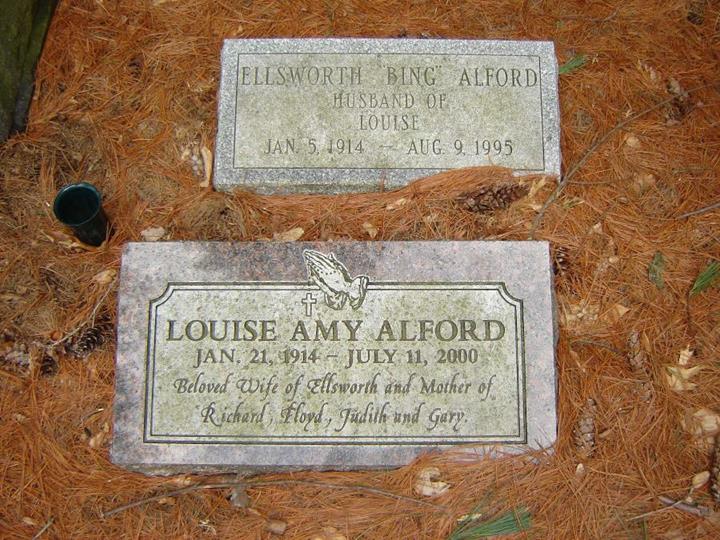 ELLSWORTH "BING" ALFORD
HUSBAND OF
LOUISE
JAN. 5, 1914 — AUG. 9, 1995
LOUISE AMY ALFORD
JAN. 21, 1914 – JULY 11, 2000
Beloved Wife of Ellsworth and Mother of
Richard, Floyd, Judith and Gary.